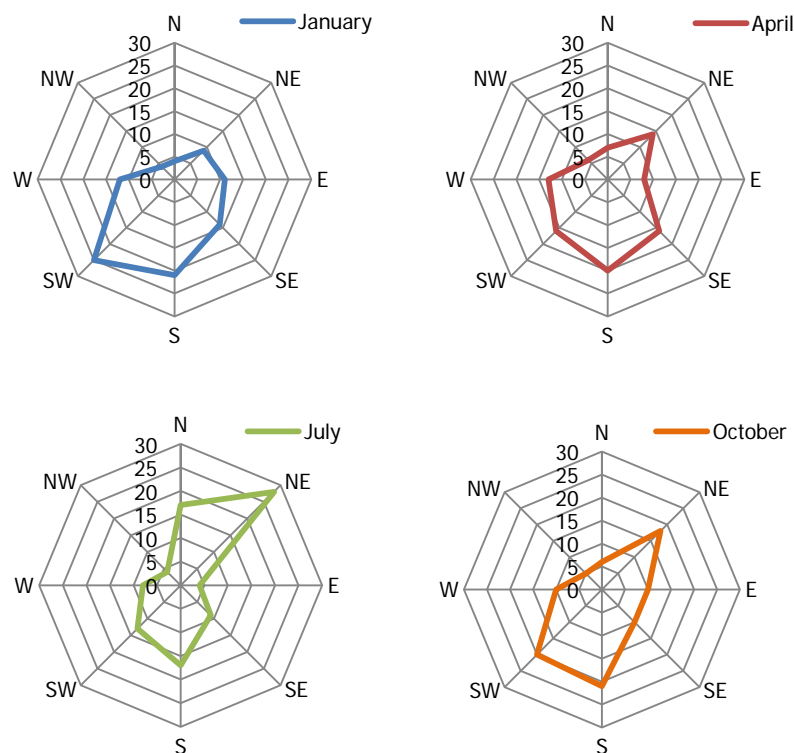 January
N
30
25
20
15
10
5
0
NW
NE
W
E
SW
SE
S
April
N
30
25
20
15
10
5
0
NW
NE
W
E
SW
SE
S
July
N
30
25
20
15
10
5
0
NW
NE
W
E
SW
SE
S
October
N
30
25
20
15
10
5
0
NW
NE
W
E
SW
SE
S